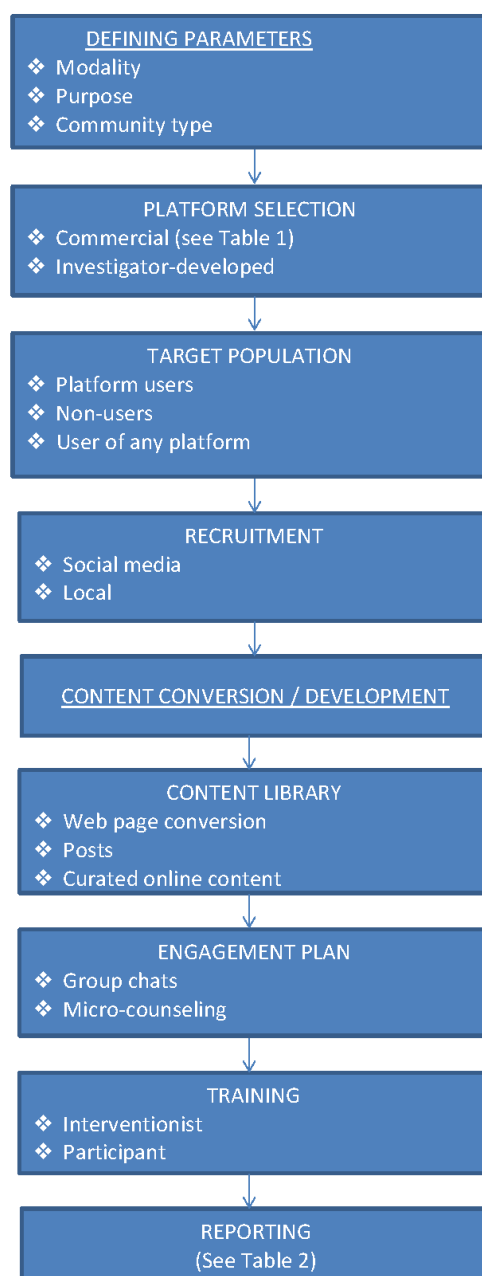 DEFINING PARAMETERS
❖ Modality
❖ Purpose
❖ Community type
PLATFORM SELECTION
❖ Commercial (see Table 1)
❖ Investigator-developed
TARGET POPULATION
❖ Platform users
❖ Non-users
❖ User of any platform
RECRUITMENT
❖ Social media
❖ Local
CONTENT CONVERSION / DEVELOPMENT
CONTENT LIBRARY
❖ Web page conversion
❖ Posts
❖ Curated online content
ENGAGEMENT PLAN
❖ Group chats
❖ Micro-counseling
TRAINING
❖ Interventionist
❖ Participant
REPORTING
(See Table 2)